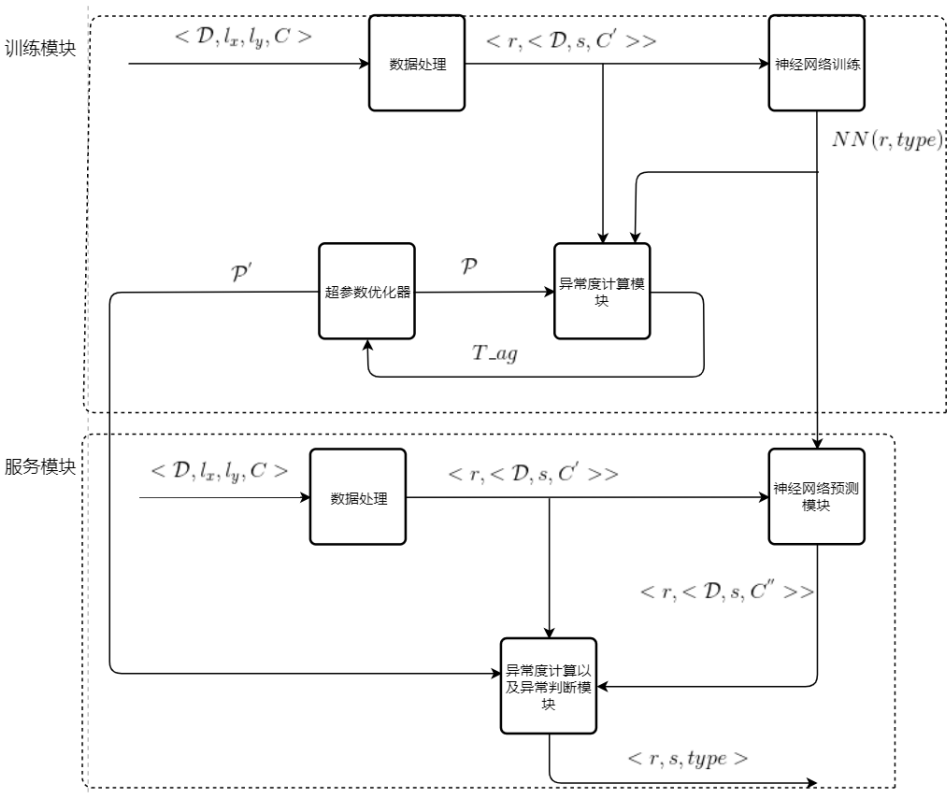 < 𝒟, l_x, l_y, C >
< r, < 𝒟, s, C′ >>
训练模块
数据处理
神经网络训练
NN(r, type)
𝒫′
𝒫
超参数优化器
异常度计算模
块
T_ag
服务模块
< 𝒟, l_x, l_y, C >
< r, < 𝒟, s, C′ >>
数据处理
神经网络预测
模块
< r, < 𝒟, s, C″ >>
异常度计算以
及异常判断模
块
< r, s, type >